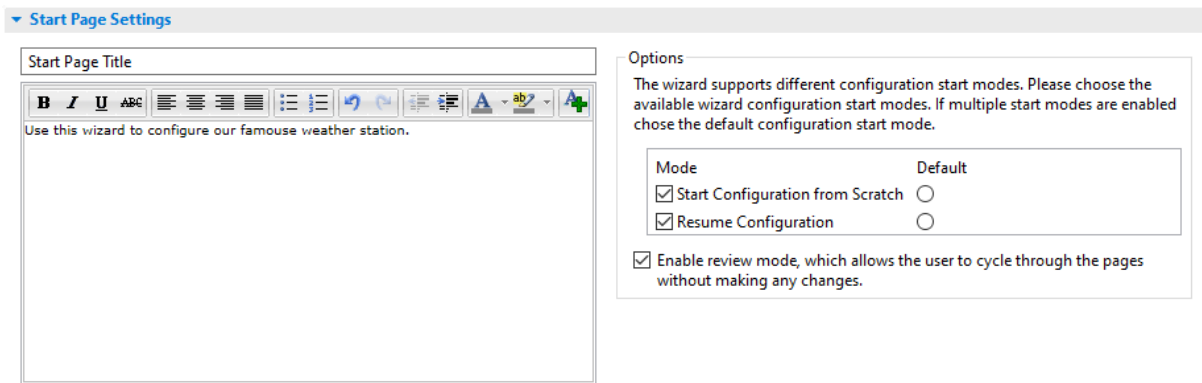 Start Page Settings
Start Page Title
B I U ABC
A ab A
Use this wizard to configure our famouse weather station.
Options
The wizard supports different configuration start modes. Please choose the
available wizard configuration start modes. If multiple start modes are enabled
chose the default configuration start mode.
Mode Default
Start Configuration from Scratch
Resume Configuration
Enable review mode, which allows the user to cycle through the pages
without making any changes.